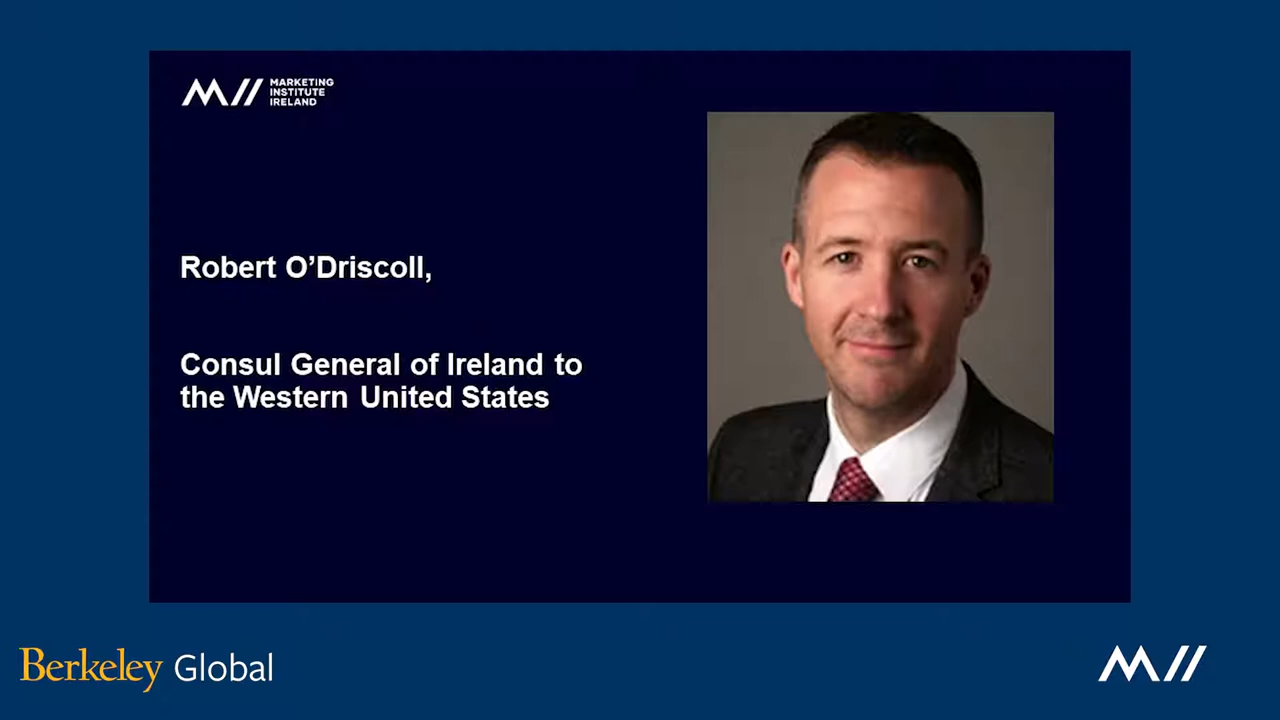 MARKETING
INSTITUTE
IRELAND
Robert O’Driscoll,
Consul General of Ireland to
the Western United States
Berkeley Global